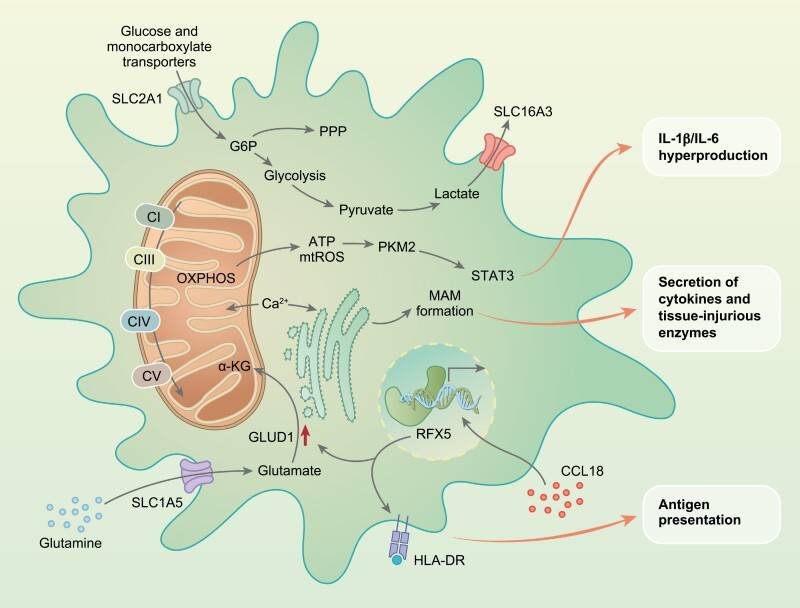 Glucose and
monocarboxylate
transporters
SLC2A1
G6P
PPP
Glycolysis
Pyruvate
Lactate
SLC16A3
IL-1β/IL-6
hyperproduction
CI
CIII
CIV
CV
OXPHOS
ATP
mtROS
PKM2
STAT3
Ca²⁺
MAM
formation
Secretion of
cytokines and
tissue-injurious
enzymes
α-KG
GLUD1
Glutamate
SLC1A5
Glutamine
RFX5
CCL18
HLA-DR
Antigen
presentation